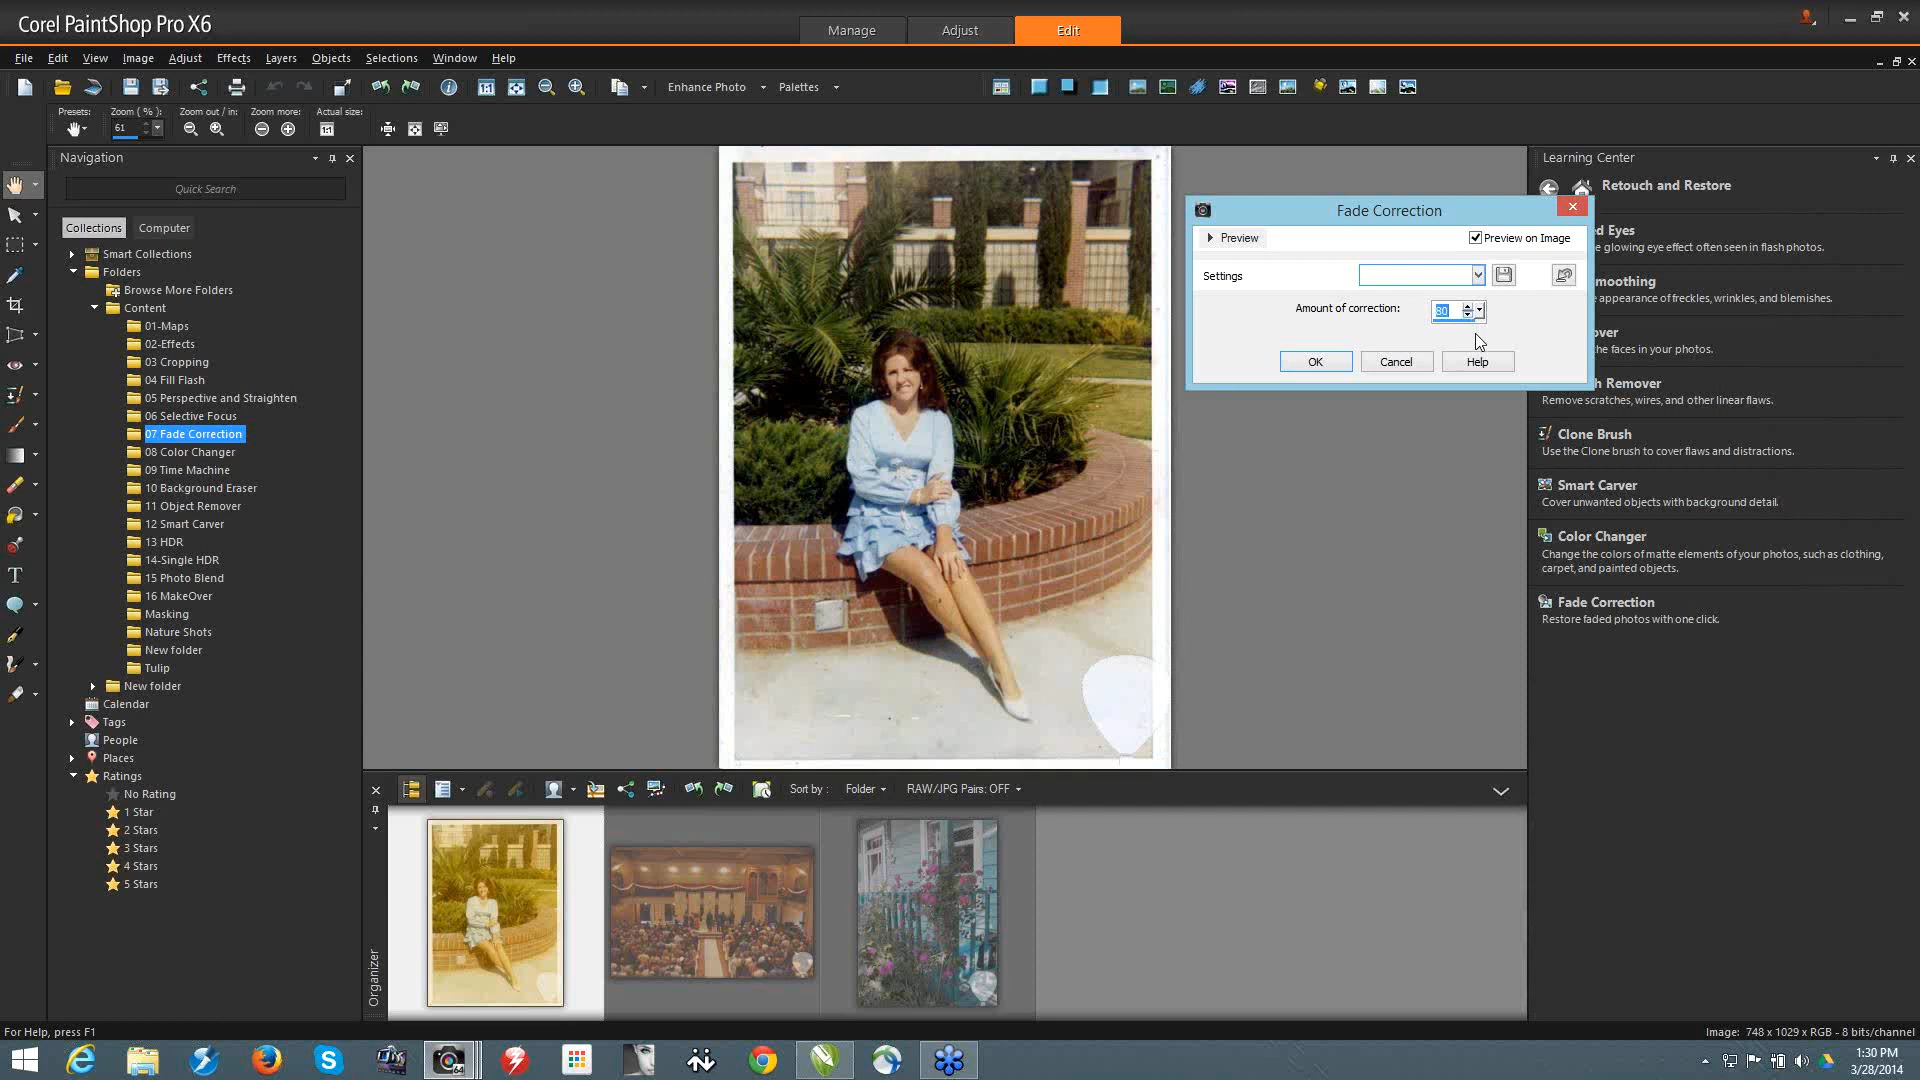 Corel PaintShop Pro X6
Manage
Adjust
Edit
File Edit View Image Adjust Effects Layers Objects Selections Window Help
Enhance Photo
Palettes
Presets:
Zoom ( % ):
Zoom out / in:
Zoom more:
Actual size:
61
Navigation
Quick Search
Collections
Computer
Smart Collections
Folders
Browse More Folders
Content
01-Maps
02-Effects
03 Cropping
04 Fill Flash
05 Perspective and Straighten
06 Selective Focus
07 Fade Correction
08 Color Changer
09 Time Machine
10 Background Eraser
11 Object Remover
12 Smart Carver
13 HDR
14-Single HDR
15 Photo Blend
16 MakeOver
Masking
Nature Shots
New folder
Tulip
New folder
Calendar
Tags
People
Places
Ratings
No Rating
1 Star
2 Stars
3 Stars
4 Stars
5 Stars
Fade Correction
Preview
Preview on Image
Settings
Amount of correction:
80
OK
Cancel
Help
Learning Center
Retouch and Restore
d Eyes
e glowing eye effect often seen in flash photos.
moothing
appearance of freckles, wrinkles, and blemishes.
over
the faces in your photos.
h Remover
Remove scratches, wires, and other linear flaws.
Clone Brush
Use the Clone brush to cover flaws and distractions.
Smart Carver
Cover unwanted objects with background detail.
Color Changer
Change the colors of matte elements of your photos, such as clothing,
carpet, and painted objects.
Fade Correction
Restore faded photos with one click.
Sort by :
Folder
RAW/JPG Pairs: OFF
Organizer
For Help, press F1
Image: 748 x 1029 x RGB - 8 bits/channel
64
1:30 PM
3/28/2014